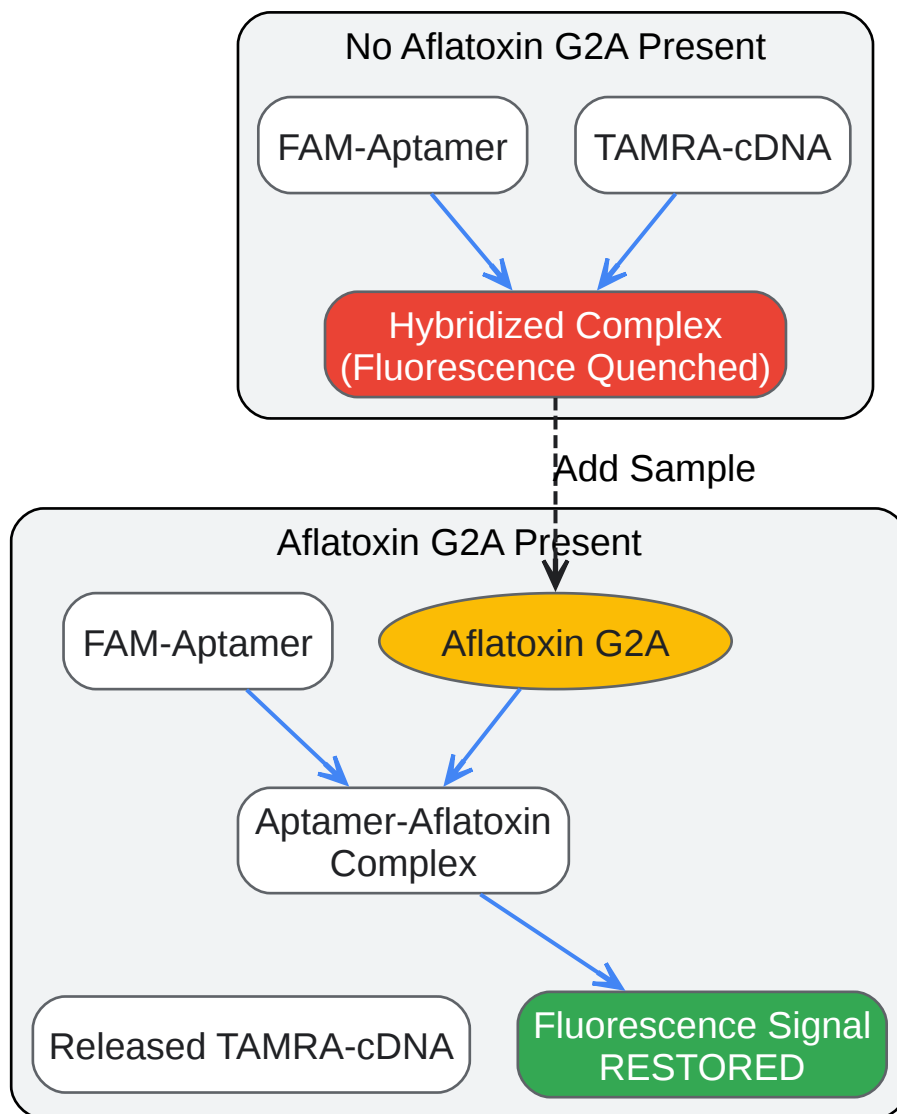 No Aflatoxin G2A Present
FAM-Aptamer
TAMRA-cDNA
Hybridized Complex
(Fluorescence Quenched)
Add Sample
Aflatoxin G2A Present
FAM-Aptamer
Aflatoxin G2A
Aptamer-Aflatoxin
Complex
Released TAMRA-cDNA
Fluorescence Signal
RESTORED